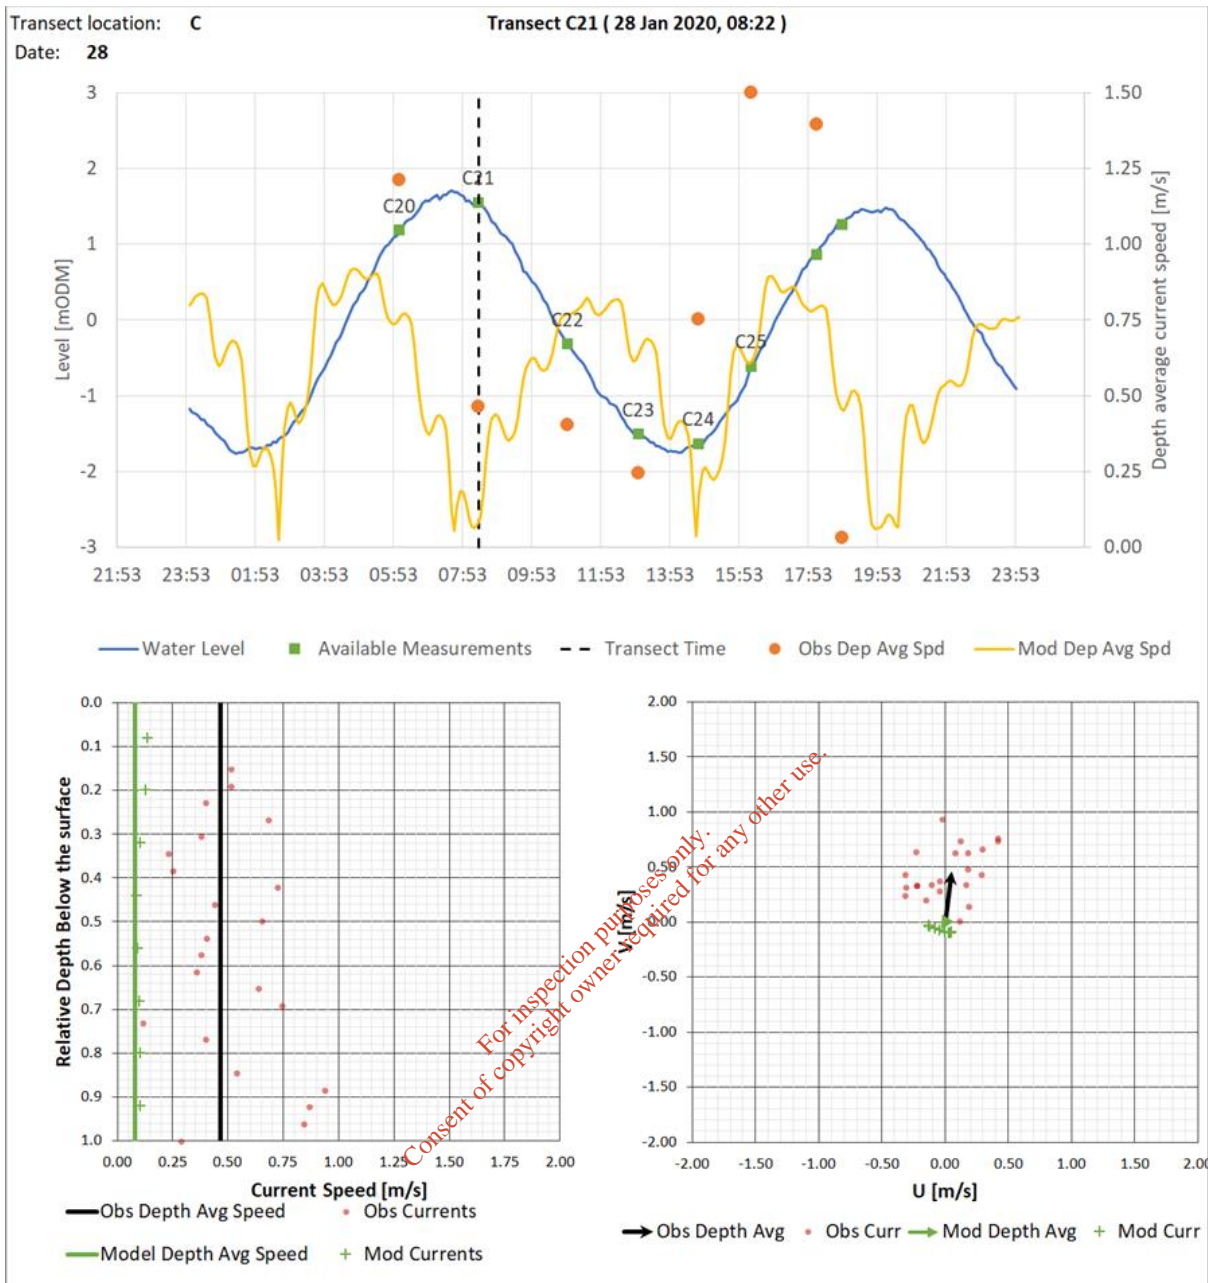 Transect location: C
Transect C21 ( 28 Jan 2020, 08:22 )
Date: 28
3
2
1
0
-1
-2
-3
Level [mODM]
1.50
1.25
1.00
0.75
0.50
0.25
0.00
Depth average current speed [m/s]
C20
C21
C22
C23
C24
C25
21:53 23:53 01:53 03:53 05:53 07:53 09:53 11:53 13:53 15:53 17:53 19:53 21:53 23:53
Water Level Available Measurements Transect Time Obs Dep Avg Spd Mod Dep Avg Spd
0.0
0.1
0.2
0.3
0.4
0.5
0.6
0.7
0.8
0.9
1.0
Relative Depth Below the surface
0.00 0.25 0.50 0.75 1.00 1.25 1.50 1.75 2.00
Current Speed [m/s]
Obs Depth Avg Speed Obs Currents
Model Depth Avg Speed Mod Currents
2.00
1.50
1.00
0.50
0.00
-0.50
-1.00
-1.50
-2.00
V [m/s]
-2.00 -1.50 -1.00 -0.50 0.00 0.50 1.00 1.50 2.00
U [m/s]
Obs Depth Avg Obs Curr Mod Depth Avg Mod Curr
For inspection purposes only.
Consent of copyright owner required for any other use.